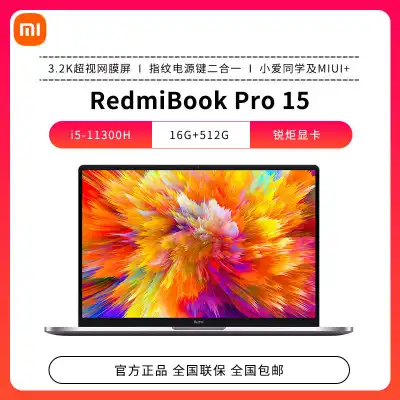 mi
3.2K超视网膜屏 I 指纹电源键二合一 I 小爱同学及MIUI+
RedmiBook Pro 15
i5-11300H 16G+512G 锐炬显卡
Redmi
官方正品 全国联保 全国包邮